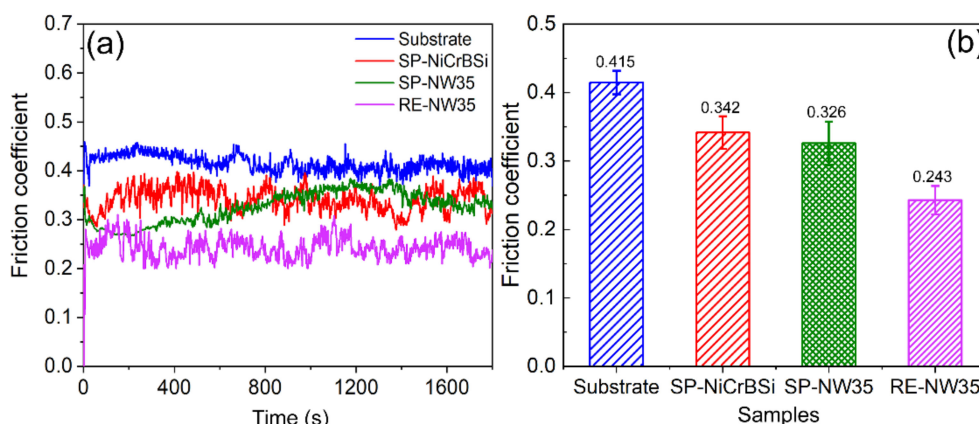 (a)
Substrate
SP-NiCrBSi
SP-NW35
RE-NW35
Friction coefficient
0.7
0.6
0.5
0.4
0.3
0.2
0.1
0.0
0 400 800 1200 1600
Time (s)
(b)
Friction coefficient
0.5
0.4
0.3
0.2
0.1
0.0
0.415
0.342
0.326
0.243
Substrate SP-NiCrBSi SP-NW35 RE-NW35
Samples